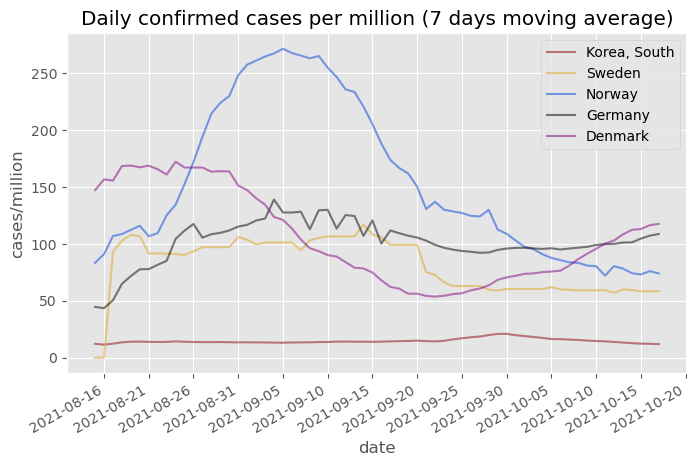 Daily confirmed cases per million (7 days moving average)
Korea, South
Sweden
Norway
Germany
Denmark
cases/million
250
200
150
100
50
0
2021-08-16
2021-08-21
2021-08-26
2021-08-31
2021-09-05
2021-09-10
2021-09-15
2021-09-20
2021-09-25
2021-09-30
2021-10-05
2021-10-10
2021-10-15
2021-10-20
date